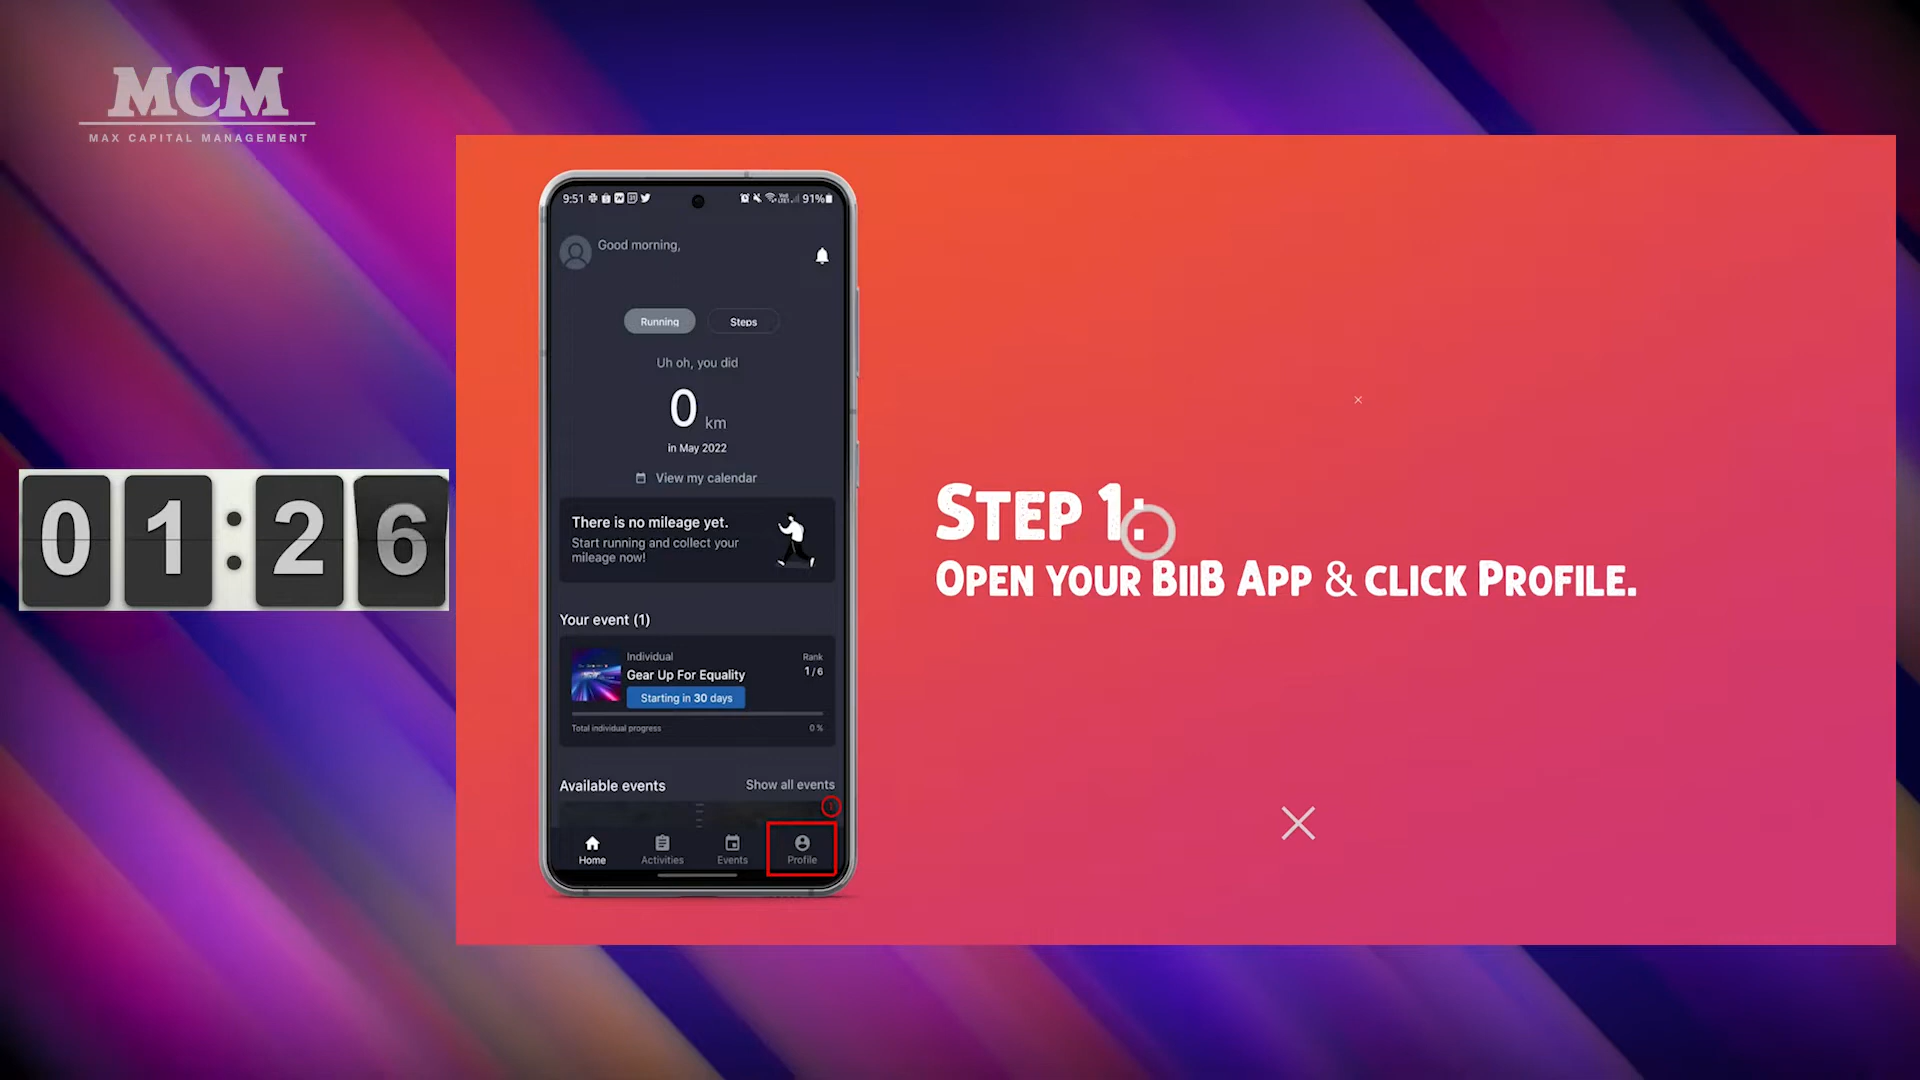 MCM
MAX CAPITAL MANAGEMENT
01:26
9:51
91%
Good morning,
Running
Steps
Uh oh, you did
0 km
in May 2022
View my calendar
There is no mileage yet.
Start running and collect your
mileage now!
Your event (1)
Individual
Rank
Gear Up For Equality
1 / 6
Starting in 30 days
Total individual progress
0 %
Available events
Show all events
1
Home
Activities
Events
Profile
STEP 1:
OPEN YOUR BIIB APP & CLICK PROFILE.